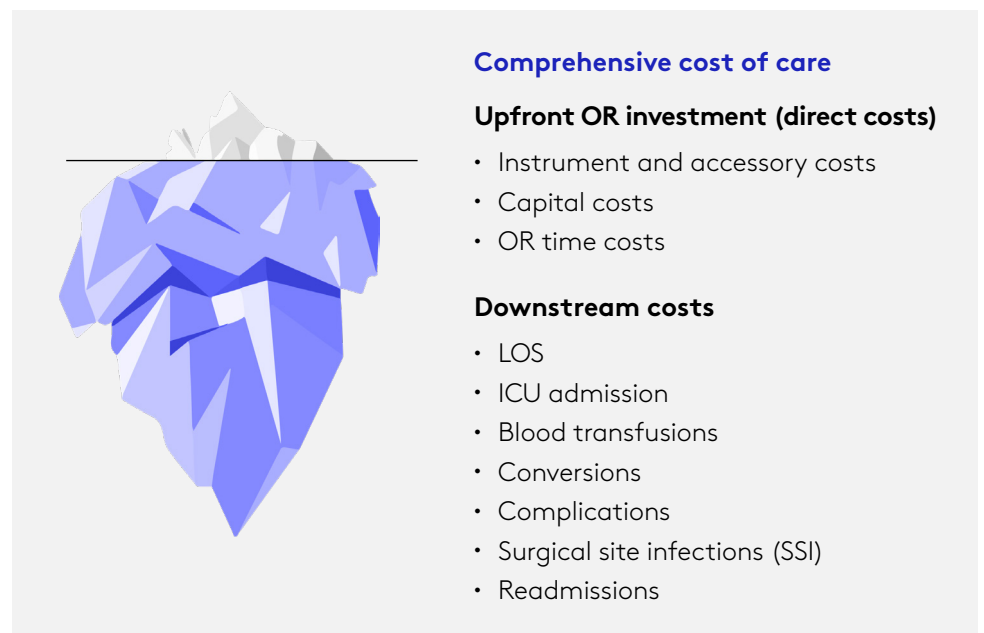 Comprehensive cost of care
Upfront OR investment (direct costs)
• Instrument and accessory costs
• Capital costs
• OR time costs
Downstream costs
• LOS
• ICU admission
• Blood transfusions
• Conversions
• Complications
• Surgical site infections (SSI)
• Readmissions